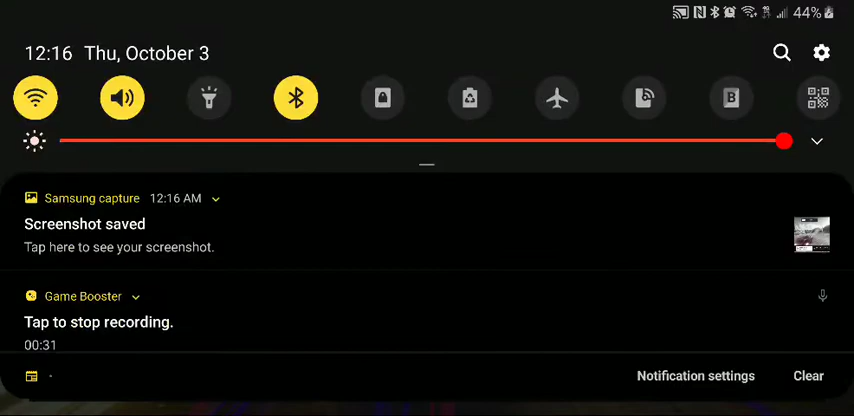 44%
12:16 Thu, October 3
B
Samsung capture 12:16 AM
Screenshot saved
Tap here to see your screenshot.
Game Booster
Tap to stop recording.
00:31
Notification settings Clear